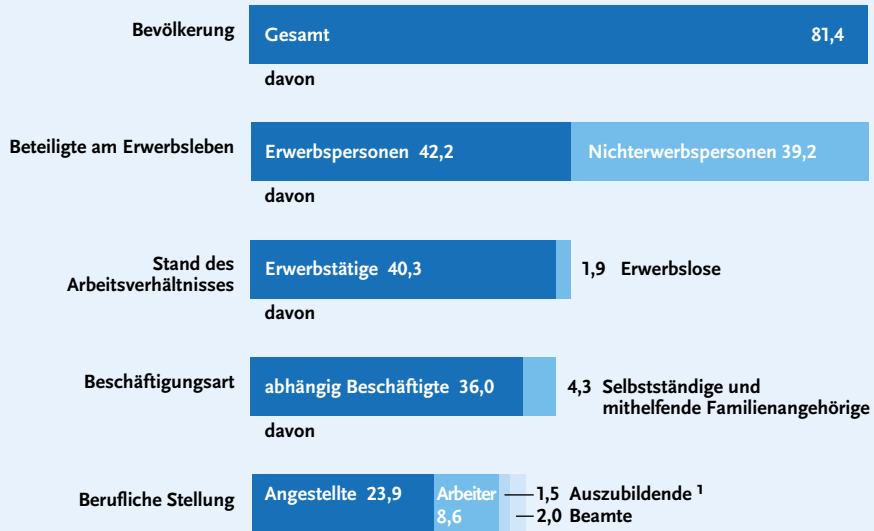 Bevölkerung
Gesamt 81,4
davon
Beteiligte am Erwerbsleben
Erwerbspersonen 42,2
Nichterwerbspersonen 39,2
davon
Stand des
Arbeitsverhältnisses
Erwerbstätige 40,3
1,9 Erwerbslose
davon
Beschäftigungsart
abhängig Beschäftigte 36,0
4,3 Selbstständige und
mithelfende Familienangehörige
davon
Berufliche Stellung
Angestellte 23,9
Arbeiter
8,6
1,5 Auszubildende ¹
2,0 Beamte